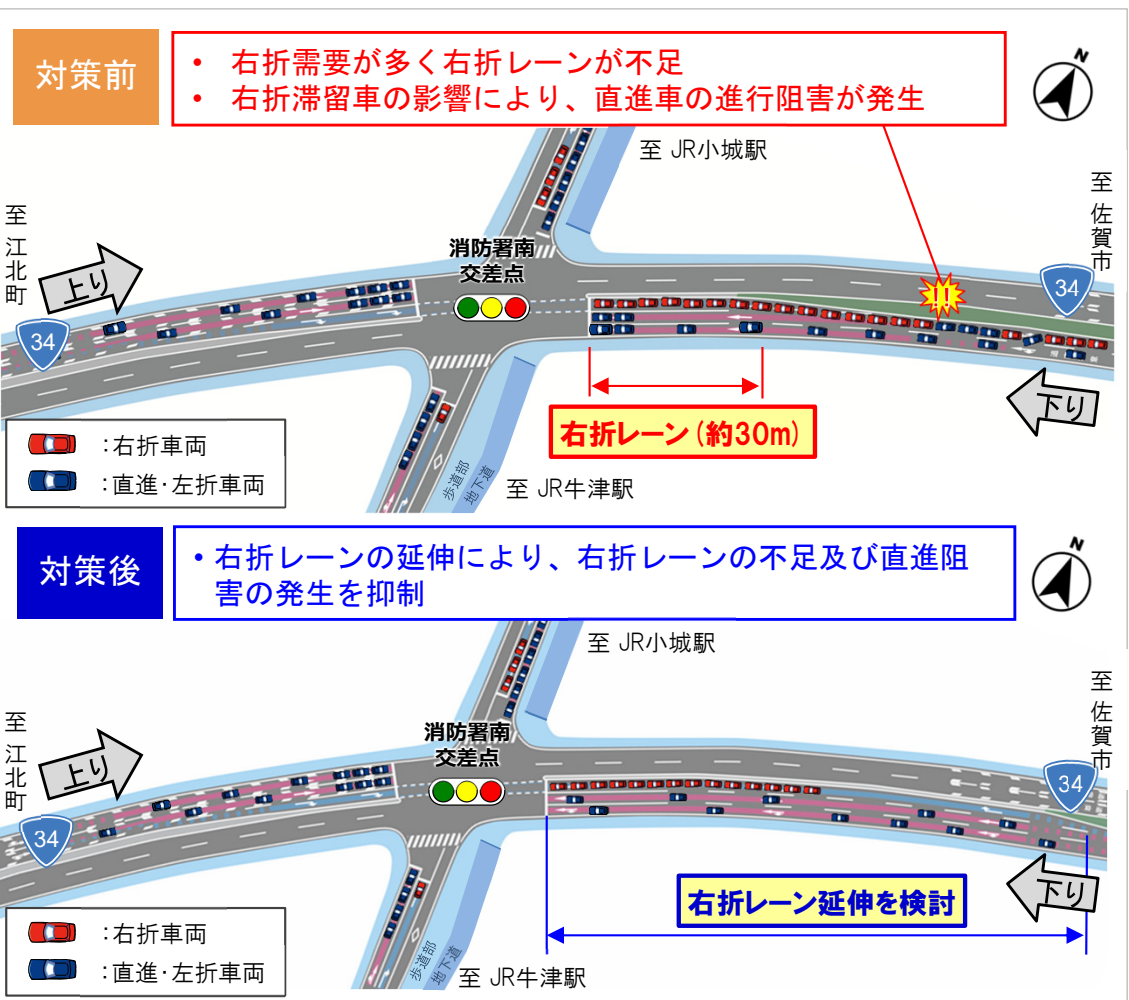 対策前
• 右折需要が多く右折レーンが不足
• 右折滞留車の影響により、直進車の進行阻害が発生
N
至 JR小城駅
至佐賀市
至江北町
消防署南
交差点
上り
!!
34
34
下り
右折レーン（約30m）
:右折車両
:直進・左折車両
歩道部
地下道
至 JR牛津駅
対策後
• 右折レーンの延伸により、右折レーンの不足及び直進阻
害の発生を抑制
N
至 JR小城駅
至佐賀市
至江北町
消防署南
交差点
上り
34
34
下り
右折レーン延伸を検討
:右折車両
:直進・左折車両
歩道部
地下道
至 JR牛津駅